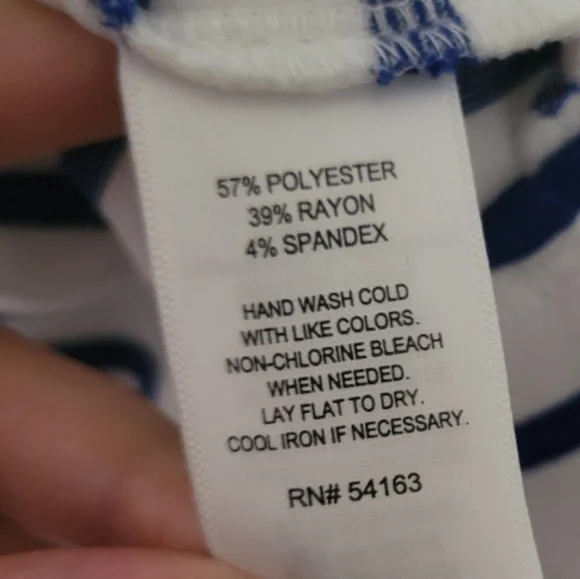 57% POLYESTER
39% RAYON
4% SPANDEX
HAND WASH COLD
WITH LIKE COLORS.
NON-CHLORINE BLEACH
WHEN NEEDED.
LAY FLAT TO DRY.
COOL IRON IF NECESSARY.
RN# 54163